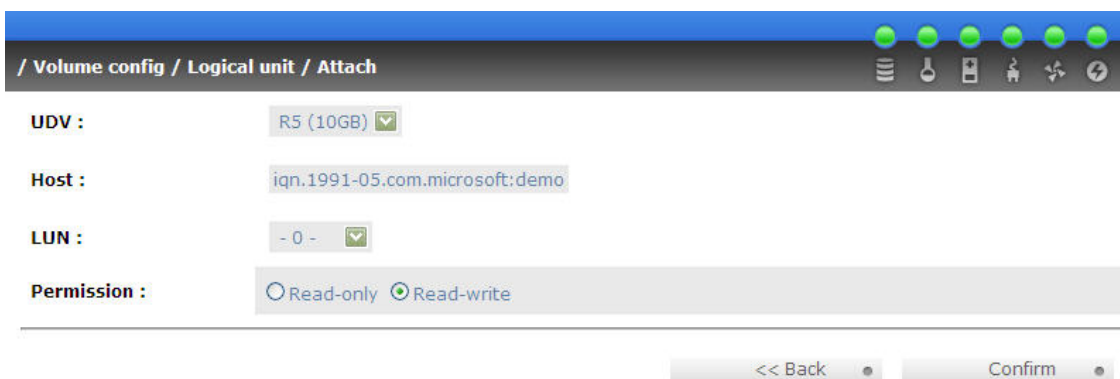 / Volume config / Logical unit / Attach
UDV : R5 (10GB)
Host : iqn.1991-05.com.microsoft:demo
LUN : - 0 -
Permission : Read-only Read-write
<< Back Confirm